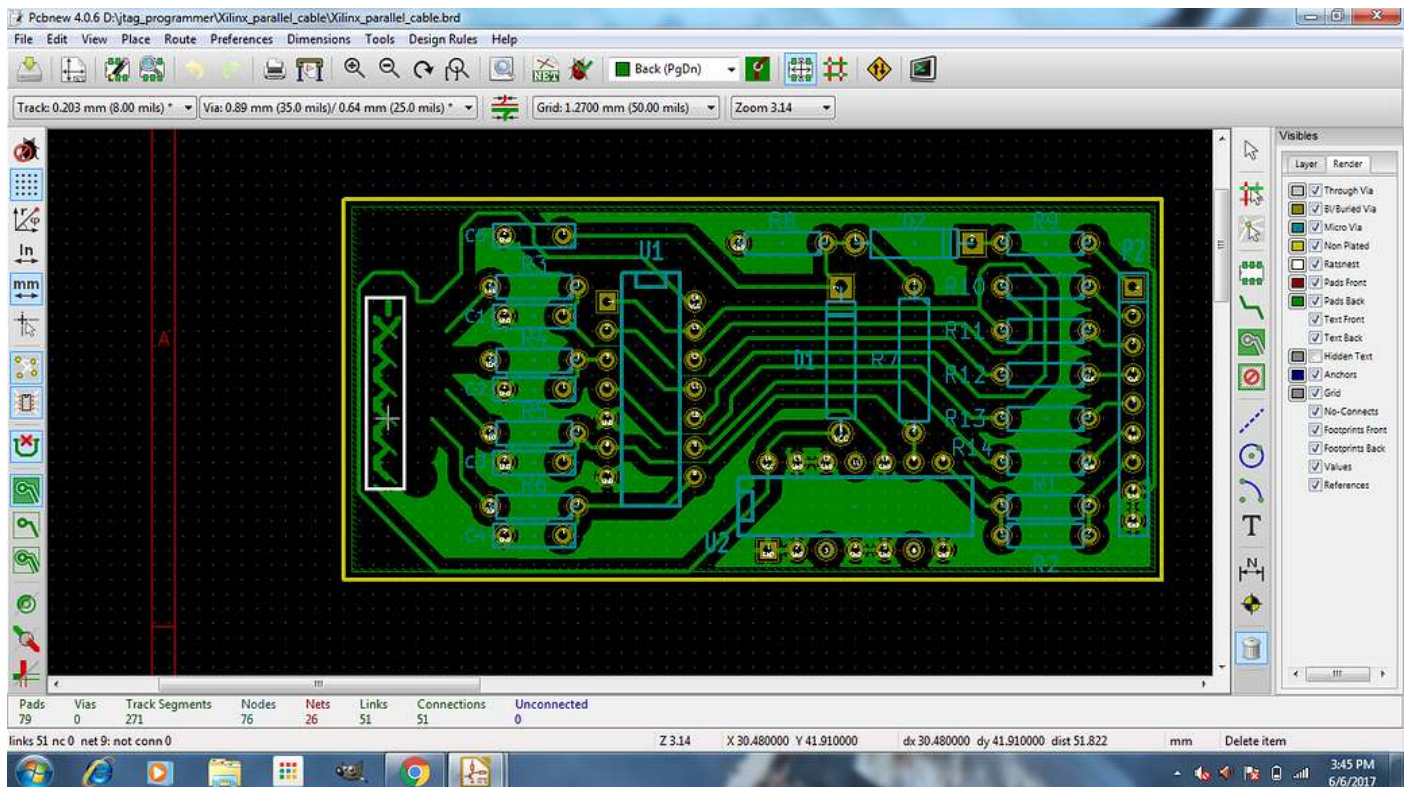 Pcbnew 4.0.6 D:\jtag_programmer\Xilinx_parallel_cable\Xilinx_parallel_cable.brd
File Edit View Place Route Preferences Dimensions Tools Design Rules Help
NET Back (PgDn)
Track: 0.203 mm (8.00 mils) * Via: 0.89 mm (35.0 mils)/ 0.64 mm (25.0 mils) * Grid: 1.2700 mm (50.00 mils) Zoom 3.14
In
mm
Visibles
Layer Render
Through Via
Bl/Buried Via
Micro Via
Non Plated
Ratsnest
Pads Front
Pads Back
Text Front
Text Back
Hidden Text
Anchors
Grid
No-Connects
Footprints Front
Footprints Back
Values
References
A
R8 D2 R9
C5 U1 P2
R3 R10
C1 R11
R4 D1 R7 R12
C2
R5 R13
C3 R14
R6 R1
C4 U2 R2
T
N
Pads Vias Track Segments Nodes Nets Links Connections Unconnected
79 0 271 76 26 51 51 0
links 51 nc 0 net 9: not conn 0 Z 3.14 X 30.480000 Y 41.910000 dx 30.480000 dy 41.910000 dist 51.822 mm Delete item
3:45 PM
6/6/2017